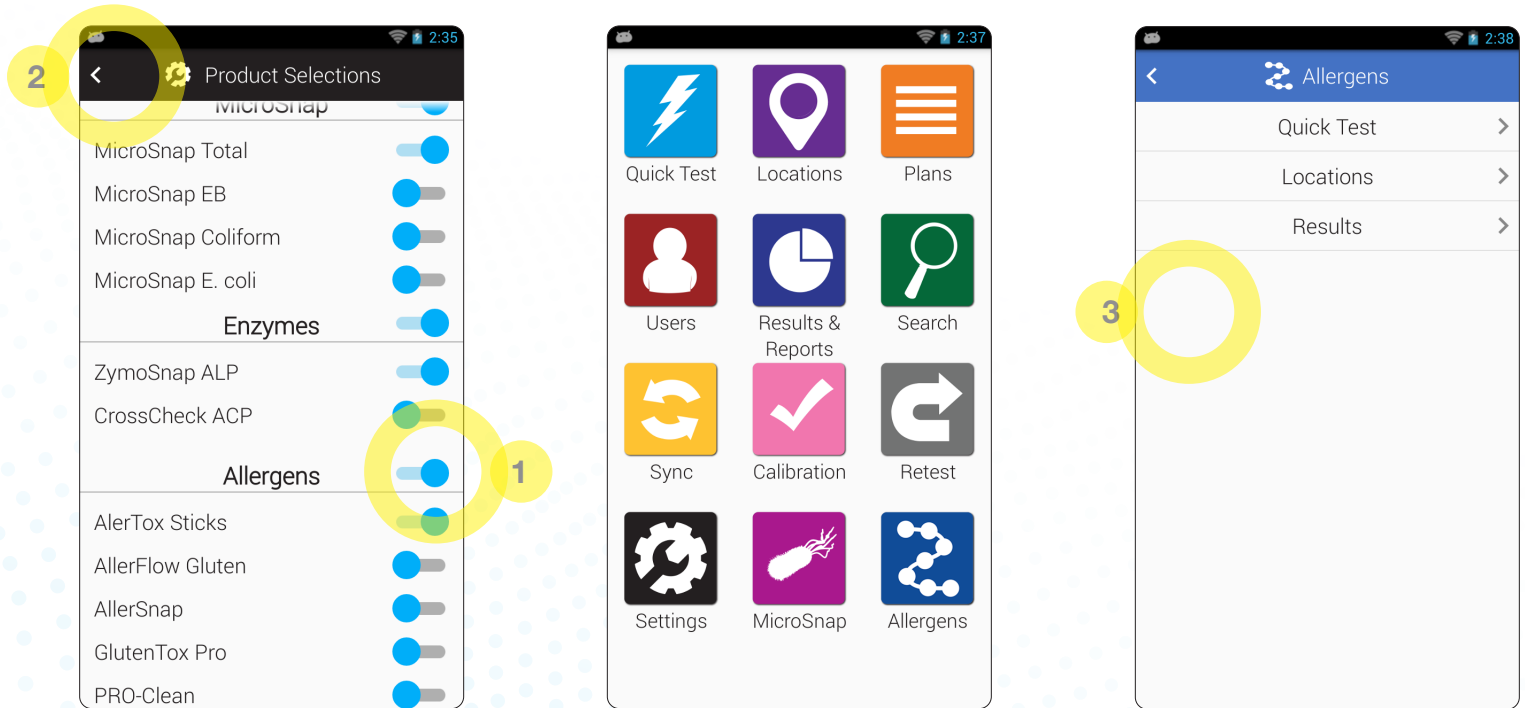 2:35
2
Product Selections
MicroSnap
MicroSnap Total
MicroSnap EB
MicroSnap Coliform
MicroSnap E. coli
Enzymes
ZymoSnap ALP
CrossCheck ACP
Allergens
1
AlerTox Sticks
AllerFlow Gluten
AllerSnap
GlutenTox Pro
PRO-Clean
2:37
Quick Test
Locations
Plans
Users
Results &
Reports
Search
Sync
Calibration
Retest
Settings
MicroSnap
Allergens
2:38
Allergens
Quick Test
Locations
Results
3